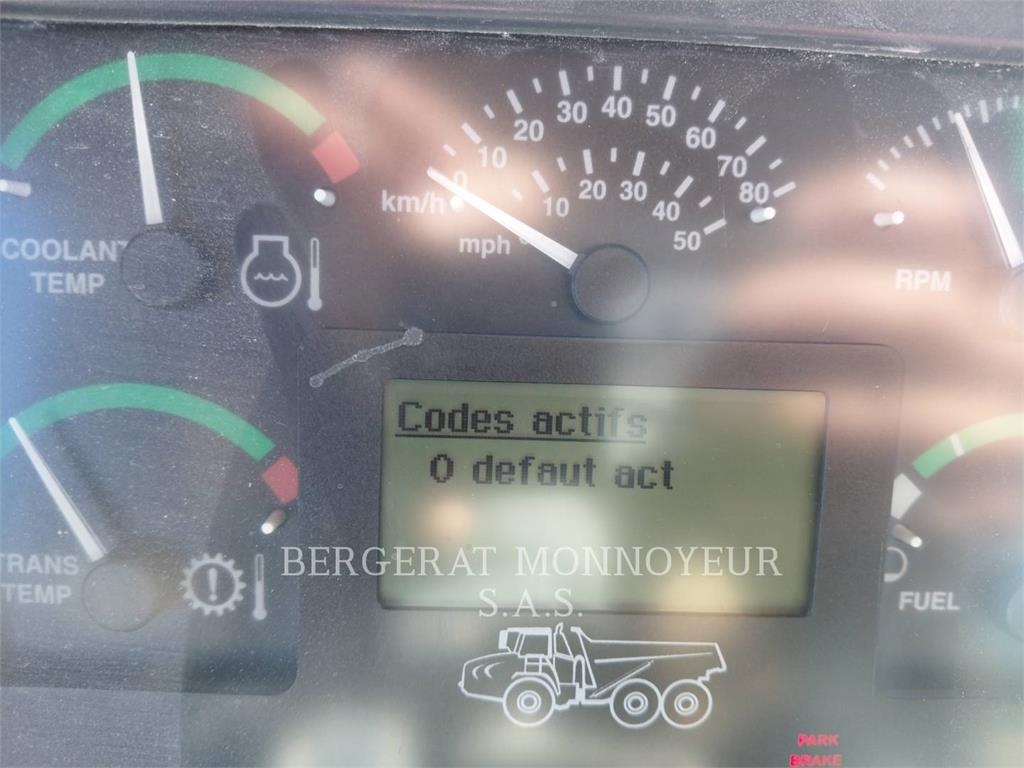 10 20 30 40 50 60 70 80
0
km/h
10 20 30 40 50
mph
COOLANT
TEMP
RPM
Codes actifs
0 defaut act
TRANS
TEMP
FUEL
BERGERAT MONNOYEUR
S.A.S.
PARK
BRAKE